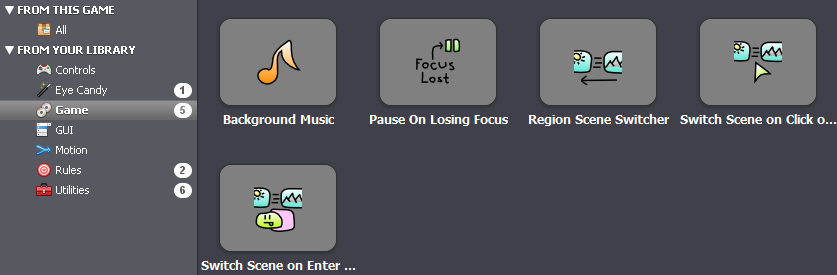 FROM THIS GAME
All
FROM YOUR LIBRARY
Controls
Eye Candy 1
Game 5
GUI
Motion
Rules 2
Utilities 6
Focus
Lost
Background Music Pause On Losing Focus Region Scene Switcher Switch Scene on Click o...
Switch Scene on Enter ...